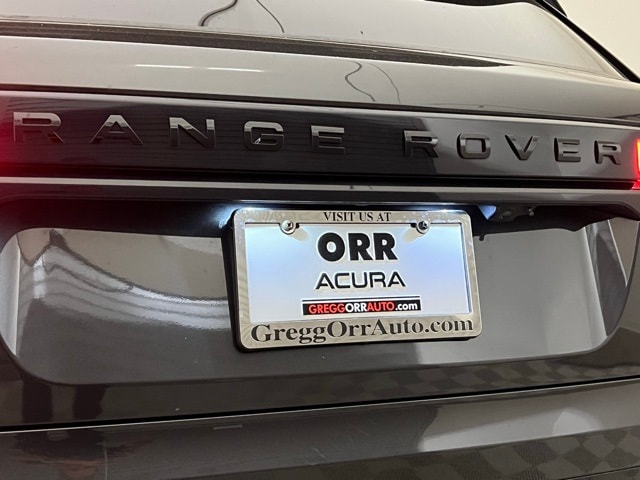 RANGE ROVER
VISIT US AT
ORR
ACURA
GREGGORRAUTO.com
GreggOrrAuto.com